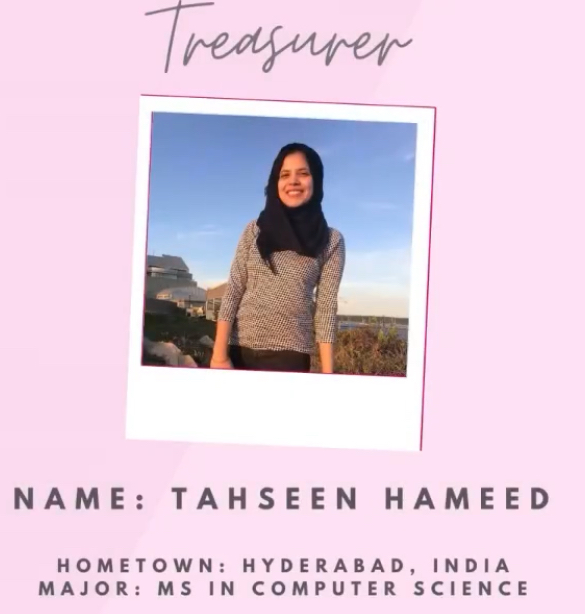 Treasurer
NAME: TAHSEEN HAMEED
HOMETOWN: HYDERABAD, INDIA
MAJOR: MS IN COMPUTER SCIENCE